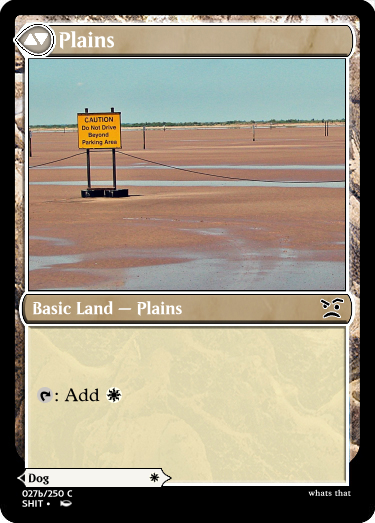 Plains
CAUTION
Do Not Drive
Beyond
Parking Area
Basic Land — Plains
: Add
Dog
027b/250 C
SHIT •
whats that